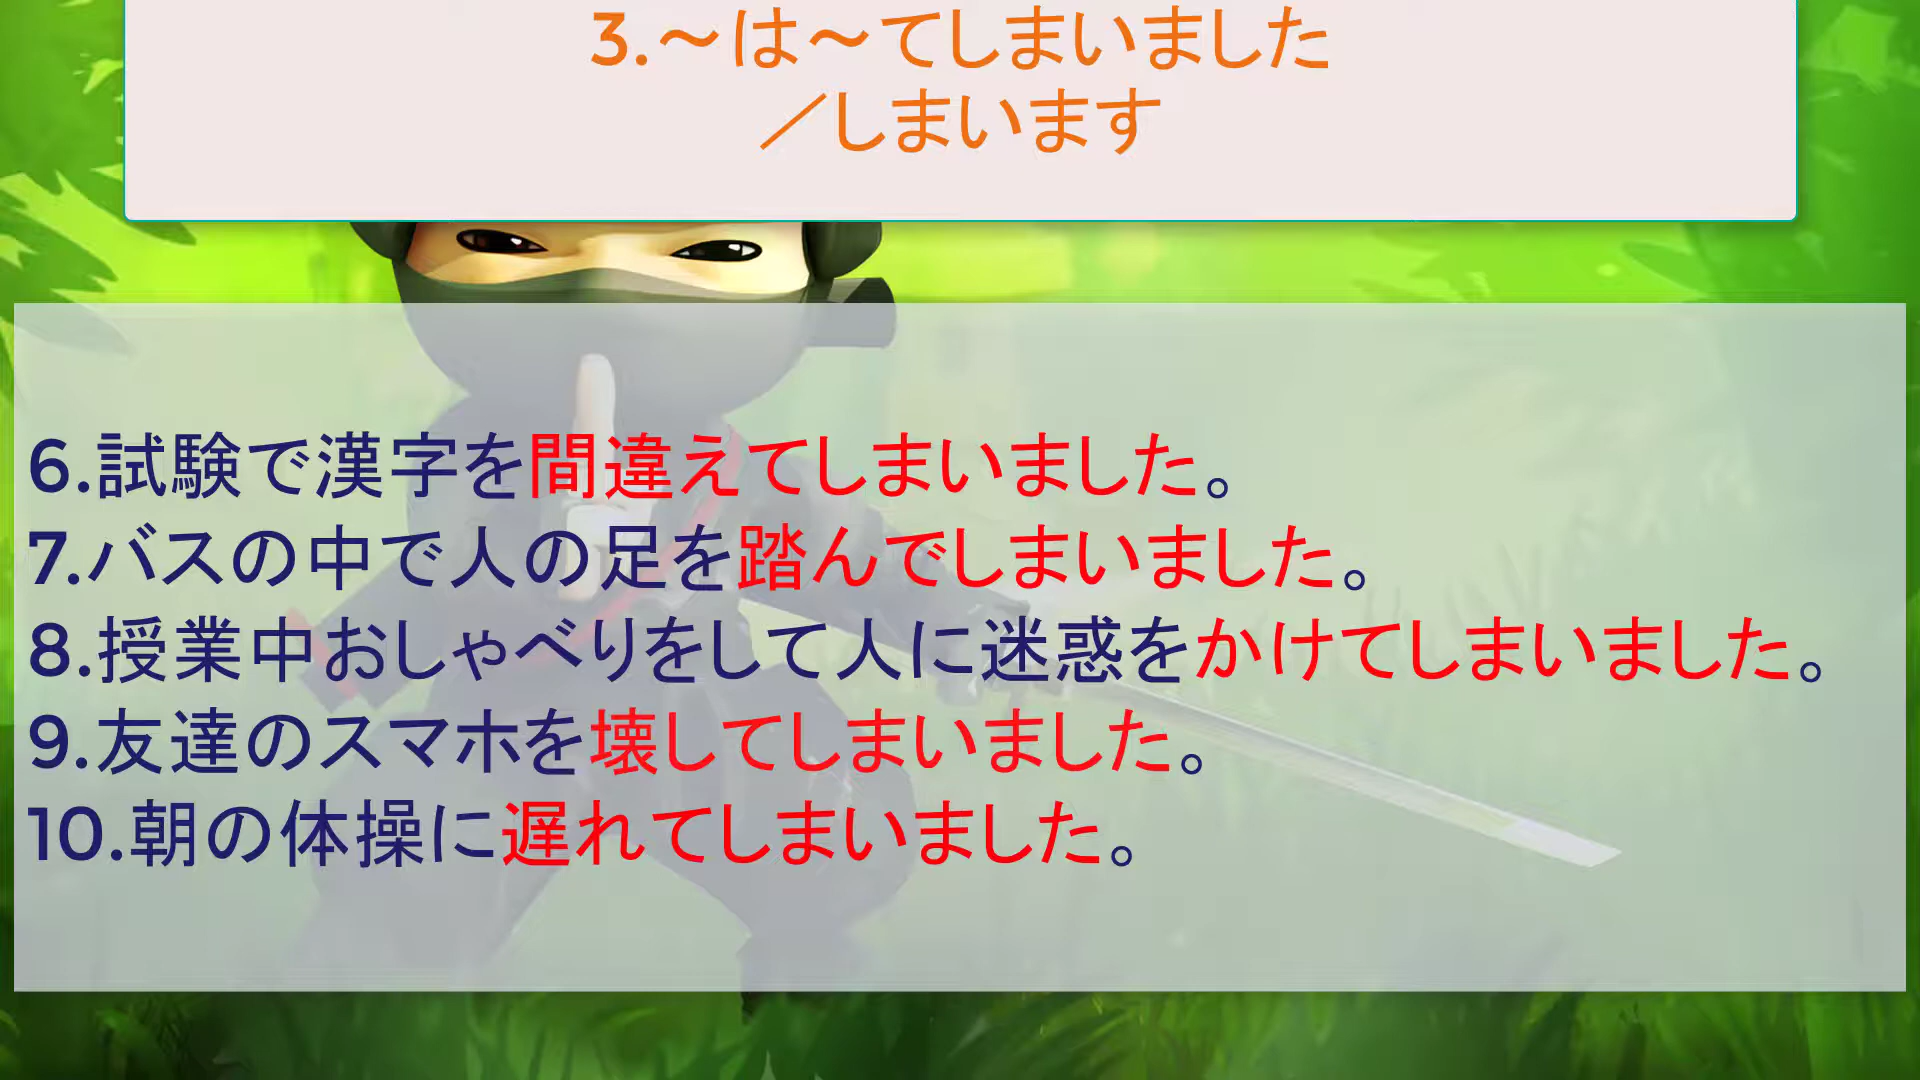 3.～は～てしまいました
／しまいます
6.試験で漢字を間違えてしまいました。
7.バスの中で人の足を踏んでしまいました。
8.授業中おしゃべりをして人に迷惑をかけてしまいました。
9.友達のスマホを壊してしまいました。
10.朝の体操に遅れてしまいました。